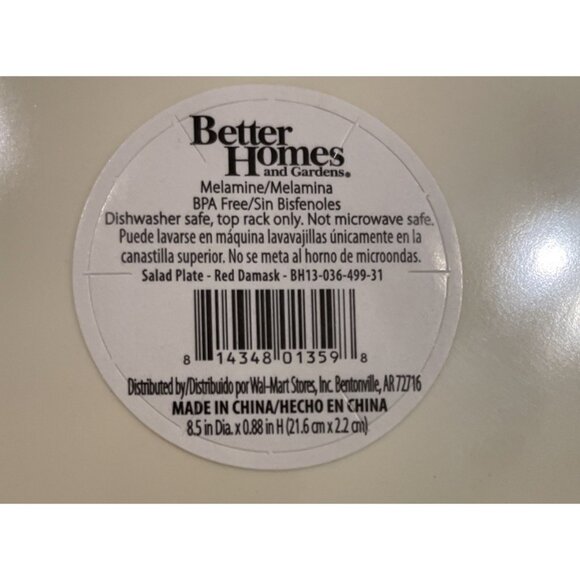 Better
Homes
and Gardens®
Melamine/Melamina
BPA Free/Sin Bisfenoles
Dishwasher safe, top rack only. Not microwave safe.
Puede lavarse en máquina lavavajillas únicamente en la
canastilla superior. No se meta al horno de microondas.
Salad Plate - Red Damask - BH13-036-499-31
8 14348 01359 8
Distributed by/Distribuido por Wal-Mart Stores, Inc. Bentonville, AR 72716
MADE IN CHINA/HECHO EN CHINA
8.5 in Dia. x 0.88 in H (21.6 cm x 2.2 cm)